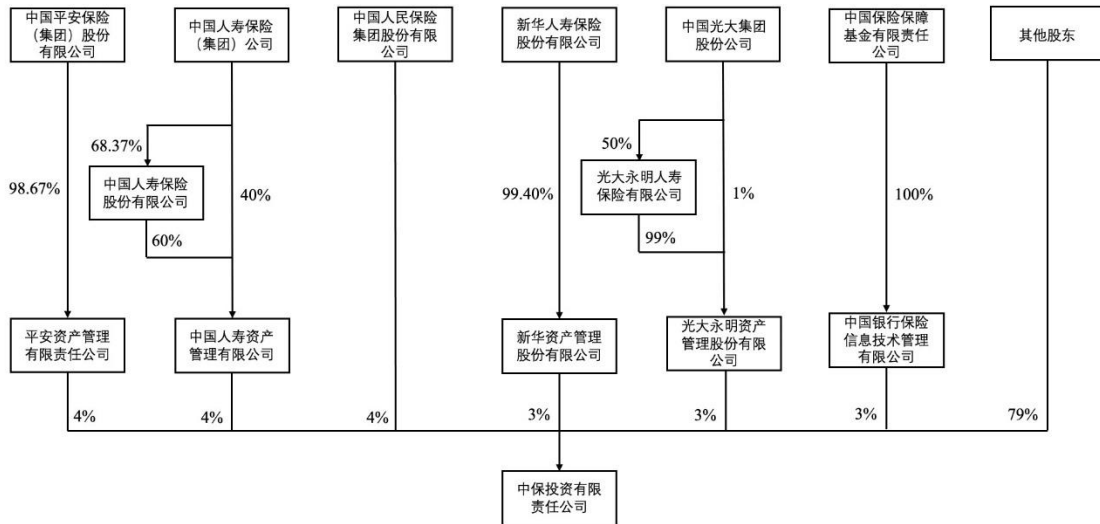 中国平安保险
（集团）股份
有限公司
中国人寿保险
（集团）公司
中国人民保险
集团股份有限
公司
新华人寿保险
股份有限公司
中国光大集团
股份公司
中国保险保障
基金有限责任
公司
其他股东
68.37%
50%
98.67%
中国人寿保险
股份有限公司
40%
99.40%
光大永明人寿
保险有限公司
1%
100%
60%
99%
平安资产管理
有限责任公司
中国人寿资产
管理有限公司
新华资产管理
股份有限公司
光大永明资产
管理股份有限
公司
中国银行保险
信息技术管理
有限公司
4%
4%
4%
3%
3%
3%
79%
中保投资有限
责任公司